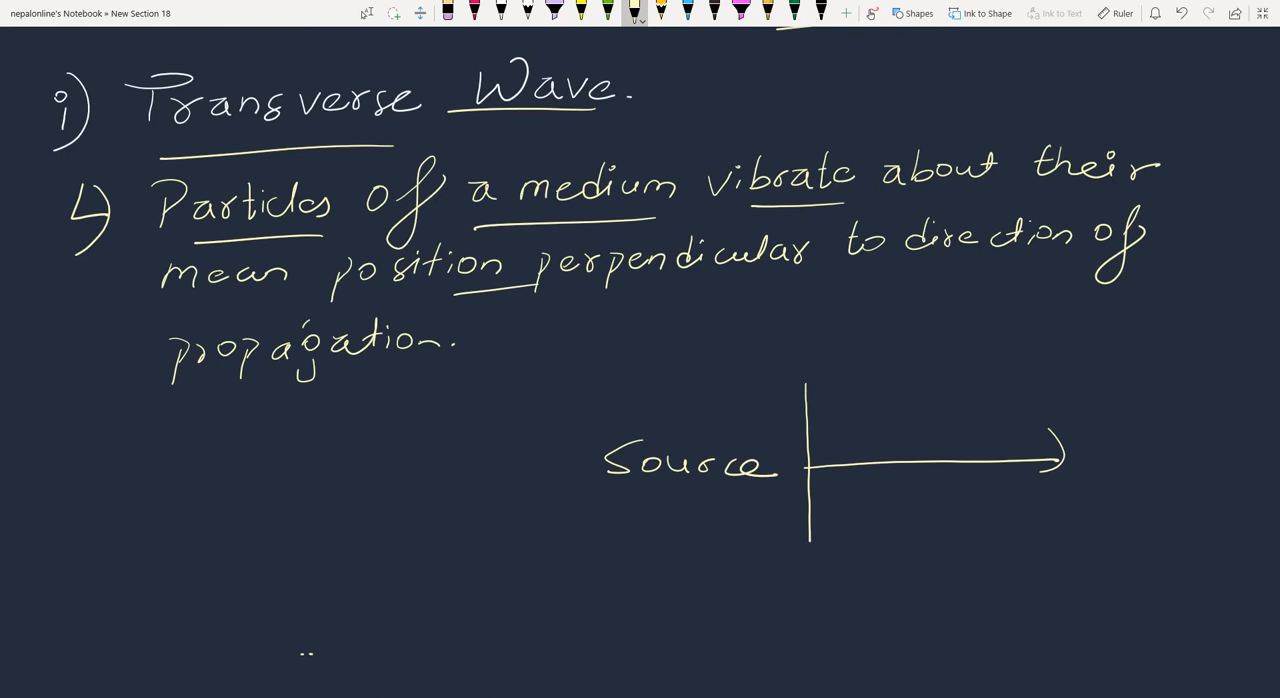 nepalonline's Notebook » New Section 18
Shapes Ink to Shape Ink to Text Ruler
i) Transverse Wave.
↳) Particles of a medium vibrate about their
mean position perpendicular to direction of
propagation.
Source